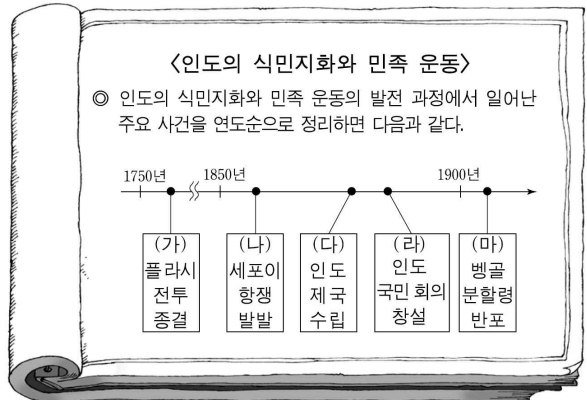 〈인도의 식민지화와 민족 운동〉
◎ 인도의 식민지화와 민족 운동의 발전 과정에서 일어난
주요 사건을 연도순으로 정리하면 다음과 같다.
1750년 1850년 1900년
(가)
플라시
전투
종결
(나)
세포이
항쟁
발발
(다)
인도
제국
수립
(라)
인도
국민 회의
창설
(마)
벵골
분할령
반포